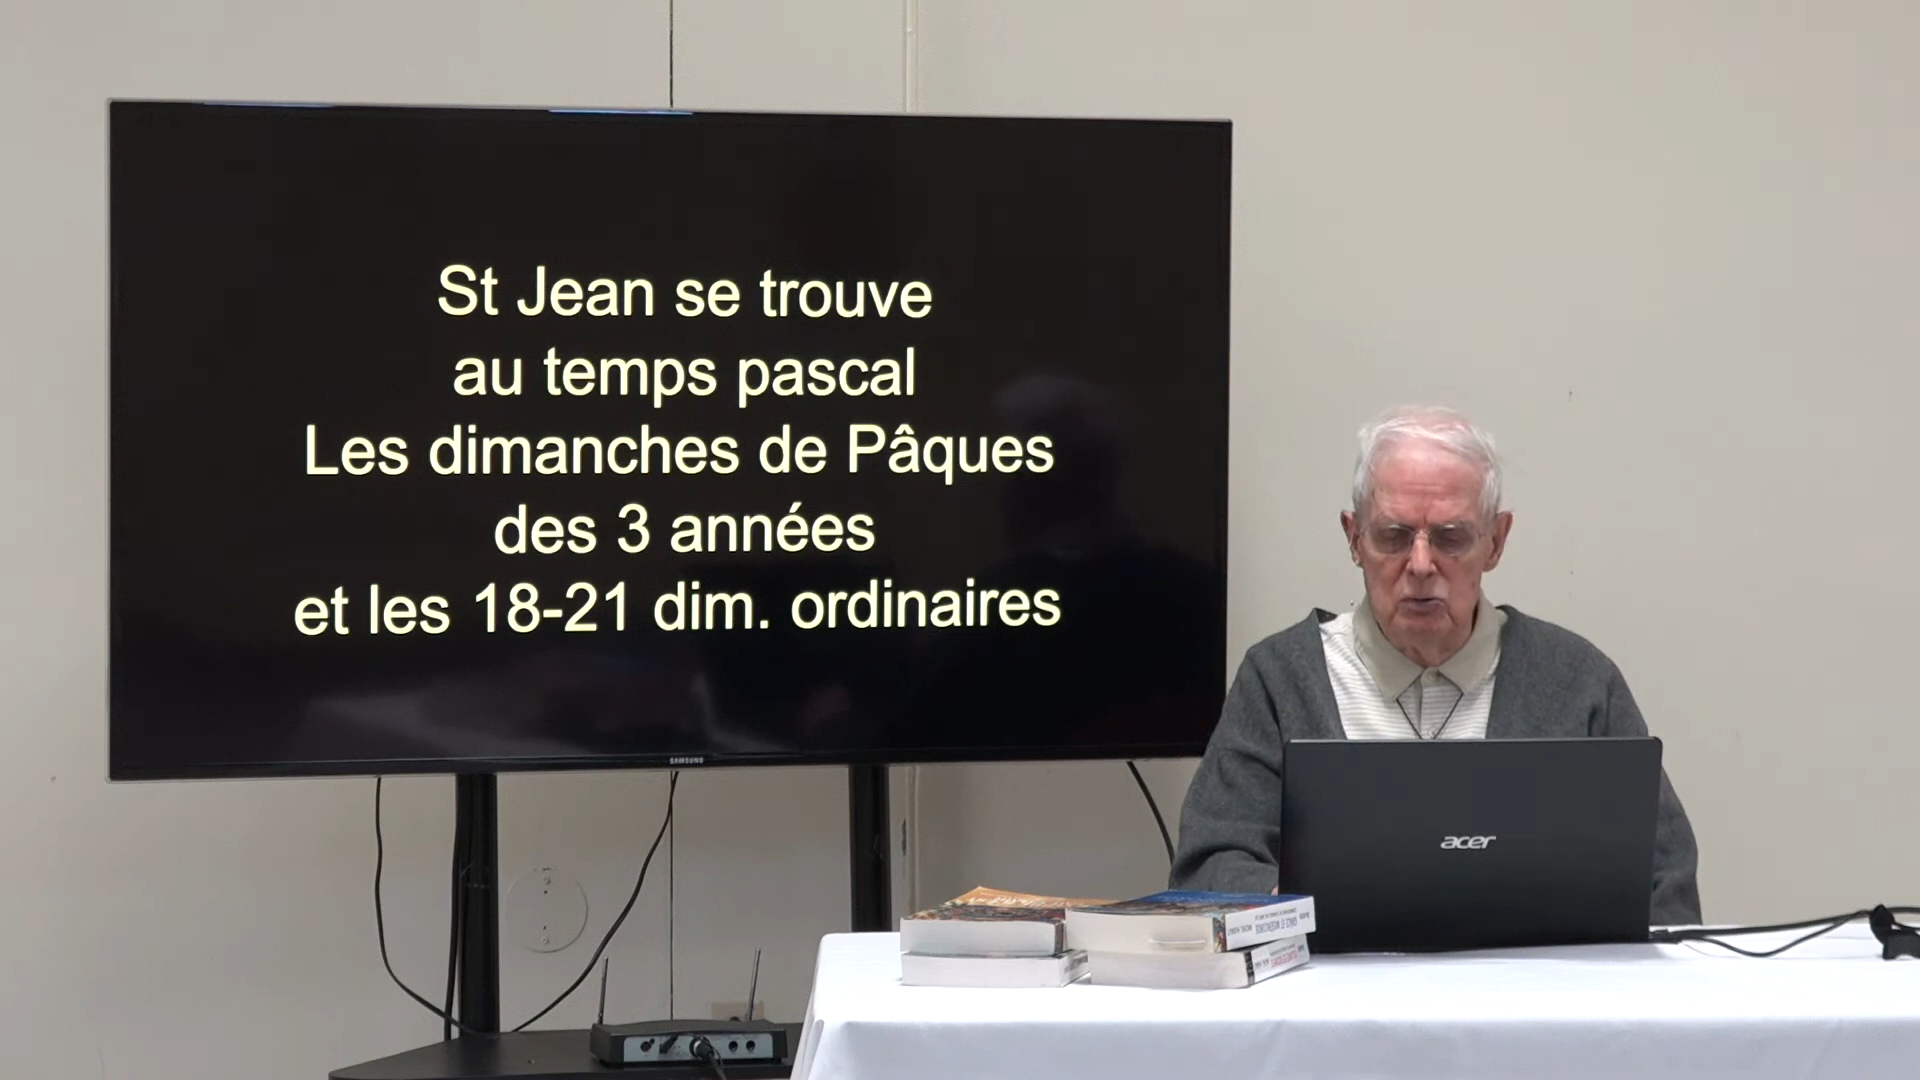 St Jean se trouve
au temps pascal
Les dimanches de Pâques
des 3 années
et les 18-21 dim. ordinaires
SAMSUNG
acer